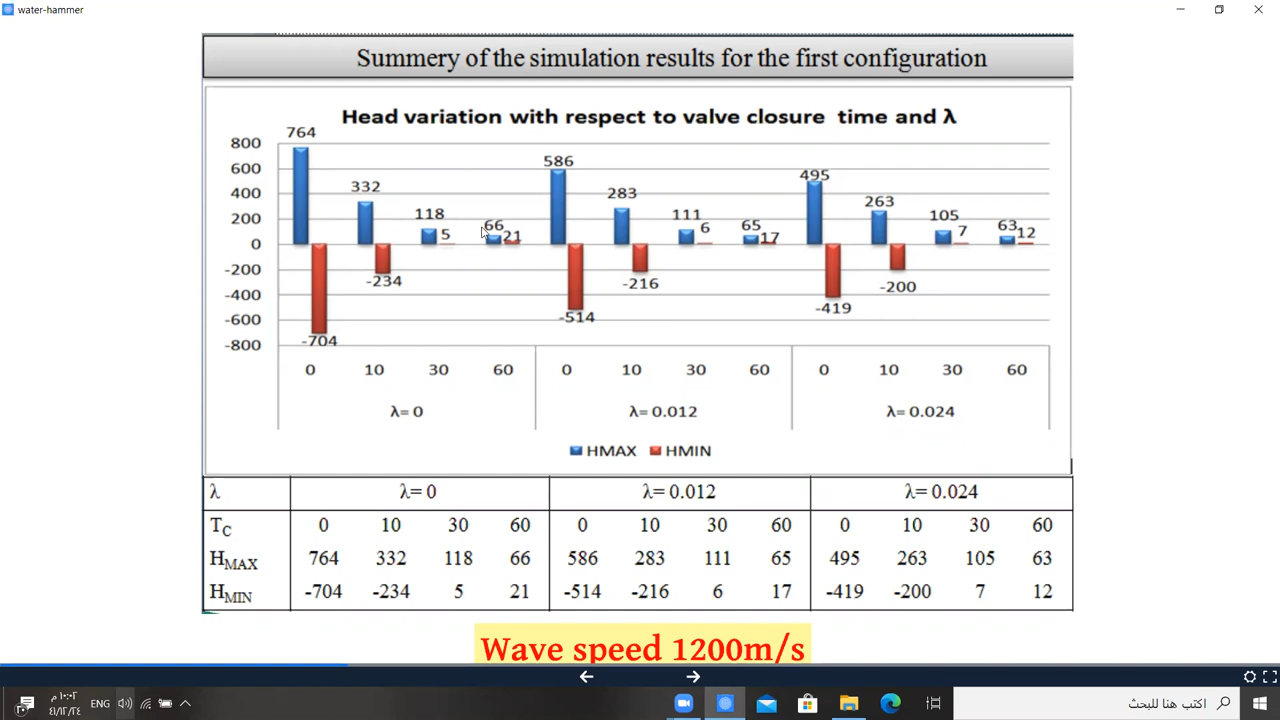 water-hammer
Summery of the simulation results for the first configuration
Head variation with respect to valve closure time and λ
800
600
400
200
0
-200
-400
-600
-800
764 332 118 66 586 283 111 65 495 263 105 63
-704 -234 5 21 -514 -216 6 17 -419 -200 7 12
0 10 30 60 0 10 30 60 0 10 30 60
λ= 0 λ= 0.012 λ= 0.024
HMAX HMIN
λ λ= 0 λ= 0.012 λ= 0.024
TC 0 10 30 60 0 10 30 60 0 10 30 60
HMAX 764 332 118 66 586 283 111 65 495 263 105 63
HMIN -704 -234 5 21 -514 -216 6 17 -419 -200 7 12
Wave speed 1200m/s
١٠:٠٢ م
ENG
اكتب هنا للبحث